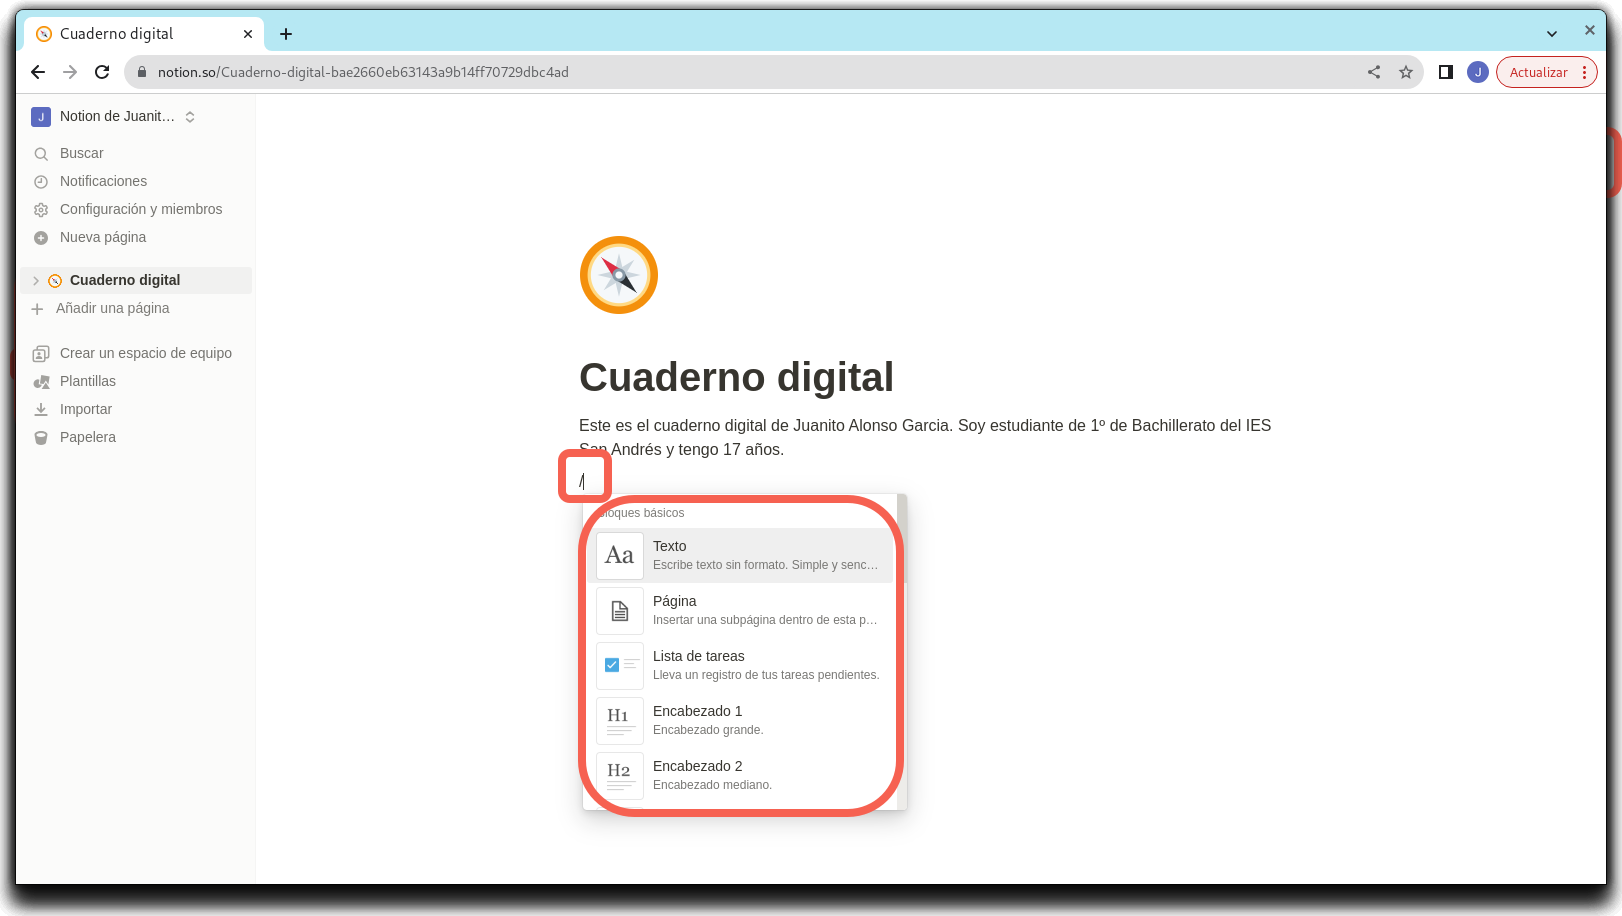 Cuaderno digital
notion.so/Cuaderno-digital-bae2660eb63143a9b14ff70729dbc4ad
J
Actualizar
J
Notion de Juanit…
Buscar
Notificaciones
Configuración y miembros
Nueva página
Cuaderno digital
Añadir una página
Crear un espacio de equipo
Plantillas
Importar
Papelera
Cuaderno digital
Este es el cuaderno digital de Juanito Alonso Garcia. Soy estudiante de 1º de Bachillerato del IES
San Andrés y tengo 17 años.
/
Bloques básicos
Aa
Texto
Escribe texto sin formato. Simple y senc…
Página
Insertar una subpágina dentro de esta p…
Lista de tareas
Lleva un registro de tus tareas pendientes.
H1
Encabezado 1
Encabezado grande.
H2
Encabezado 2
Encabezado mediano.